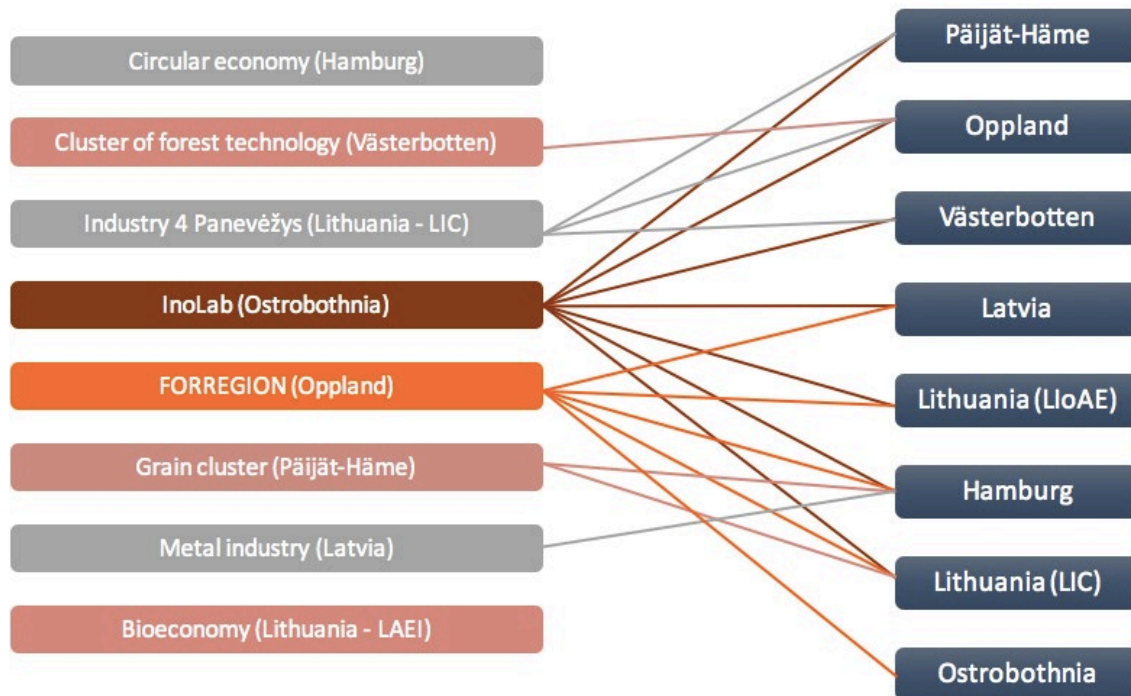 Circular economy (Hamburg)
Cluster of forest technology (Västerbotten)
Industry 4 Panevėžys (Lithuania - LIC)
InoLab (Ostrobothnia)
FORREGION (Oppland)
Grain cluster (Päijät-Häme)
Metal industry (Latvia)
Bioeconomy (Lithuania - LAEI)
Päijät-Häme
Oppland
Västerbotten
Latvia
Lithuania (LIoAE)
Hamburg
Lithuania (LIC)
Ostrobothnia